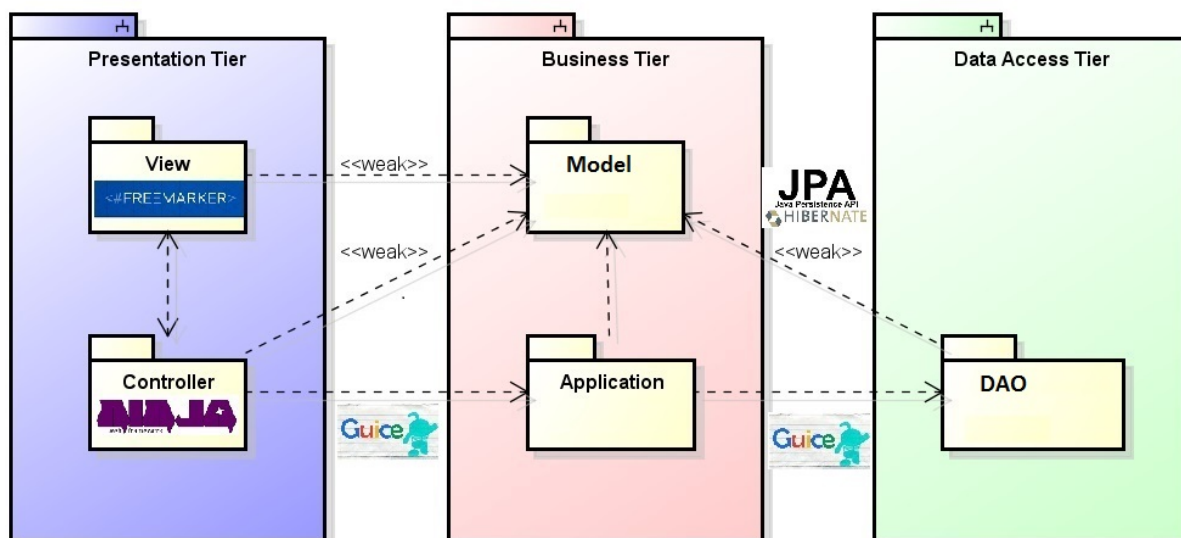 Presentation Tier
Business Tier
Data Access Tier
View
<#FREEMARKER>
<<weak>>
Model
JPA
Java Persistence API
HIBERNATE
<<weak>>
<<weak>>
Controller
NINJA
Application
DAO
Guice
Guice